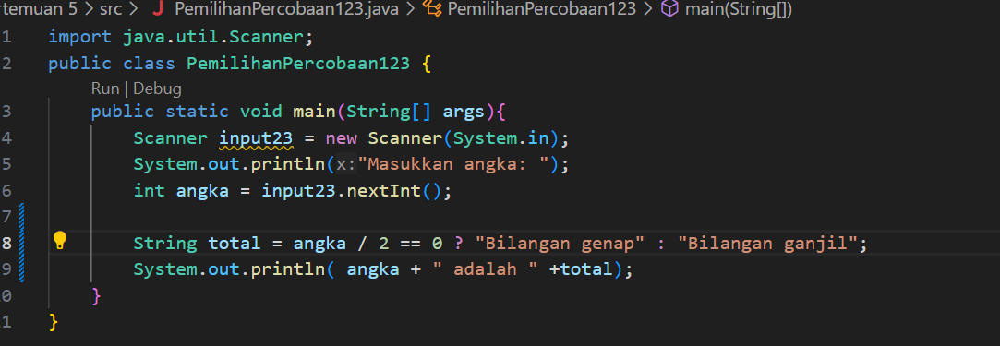 rtemuan 5 > src > J PemilihanPercobaan123.java > PemilihanPercobaan123 > main(String[])
1 import java.util.Scanner;
2 public class PemilihanPercobaan123 {
Run | Debug
3 public static void main(String[] args){
4 Scanner input23 = new Scanner(System.in);
5 System.out.println(x:"Masukkan angka: ");
6 int angka = input23.nextInt();
7
8 String total = angka / 2 == 0 ? "Bilangan genap" : "Bilangan ganjil";
9 System.out.println( angka + " adalah " +total);
0 }
1 }